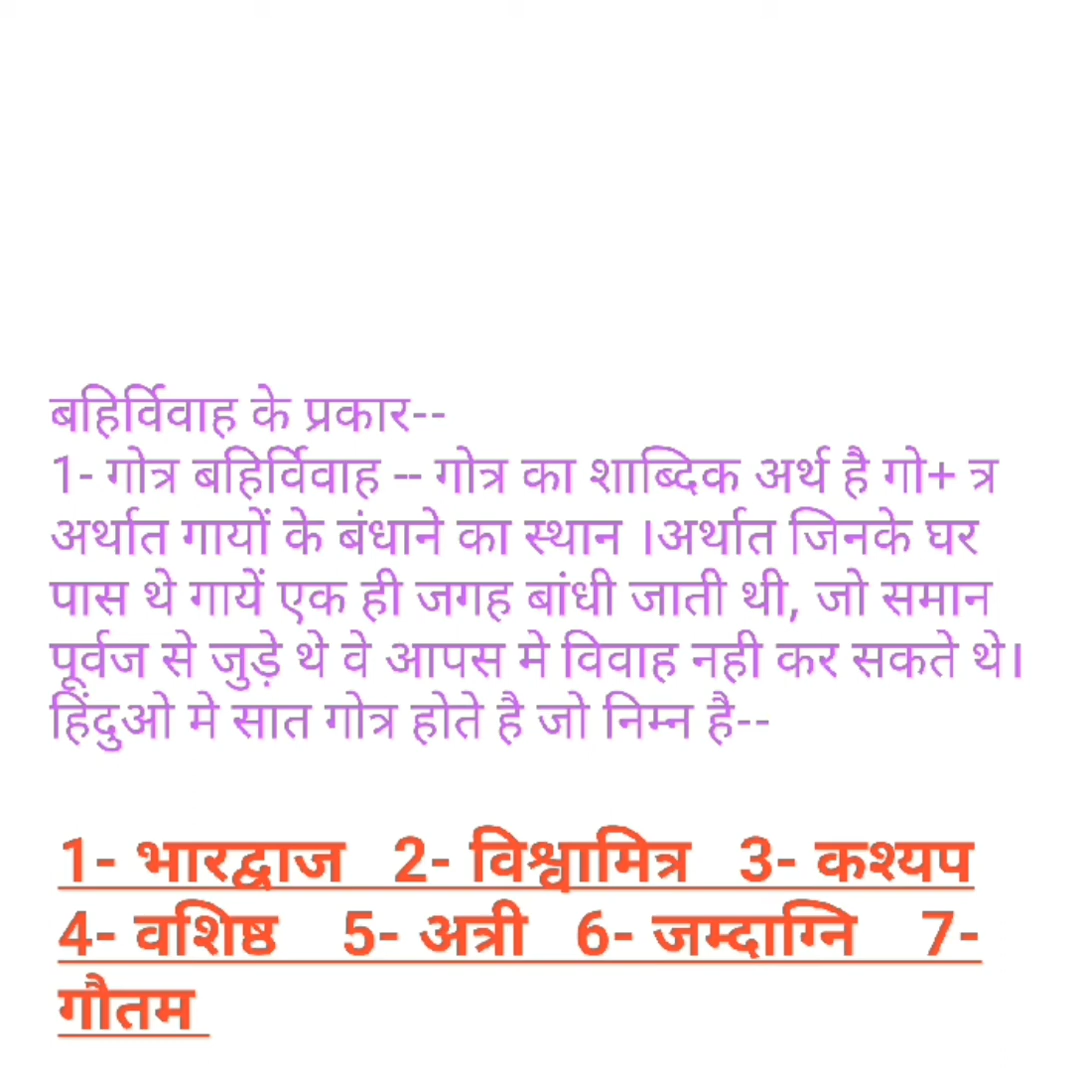 बहिर्विवाह के प्रकार--
1- गोत्र बहिर्विवाह -- गोत्र का शाब्दिक अर्थ है गो+ त्र
अर्थात गायों के बंधाने का स्थान ।अर्थात जिनके घर
पास थे गायें एक ही जगह बांधी जाती थी, जो समान
पूर्वज से जुड़े थे वे आपस मे विवाह नही कर सकते थे।
हिंदुओ मे सात गोत्र होते है जो निम्न है--
1- भारद्वाज 2- विश्वामित्र 3- कश्यप
4- वशिष्ठ 5- अत्री 6- जम्दाग्नि 7-
गौतम